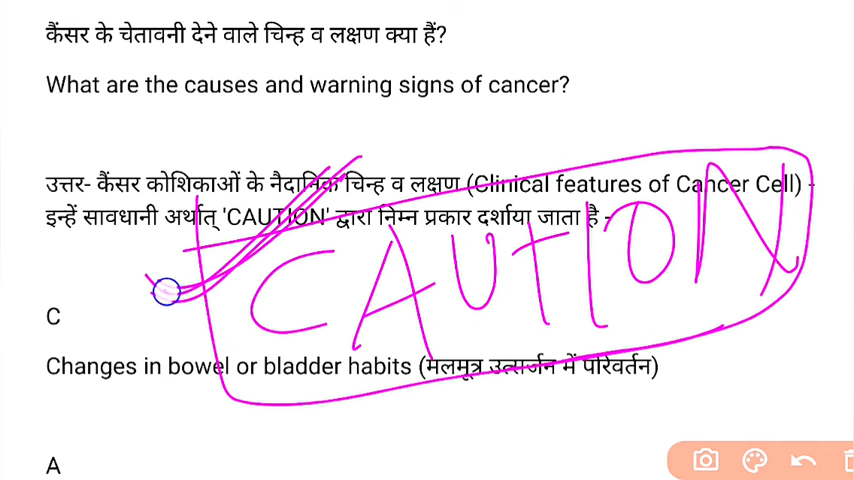 कैंसर के चेतावनी देने वाले चिन्ह व लक्षण क्या हैं?
What are the causes and warning signs of cancer?
उत्तर- कैंसर कोशिकाओं के नैदानिक चिन्ह व लक्षण (Clinical features of Cancer Cell) -
इन्हें सावधानी अर्थात् 'CAUTION' द्वारा निम्न प्रकार दर्शाया जाता है -
CAUTION
C
Changes in bowel or bladder habits (मलमूत्र उत्सर्जन में परिवर्तन)
A